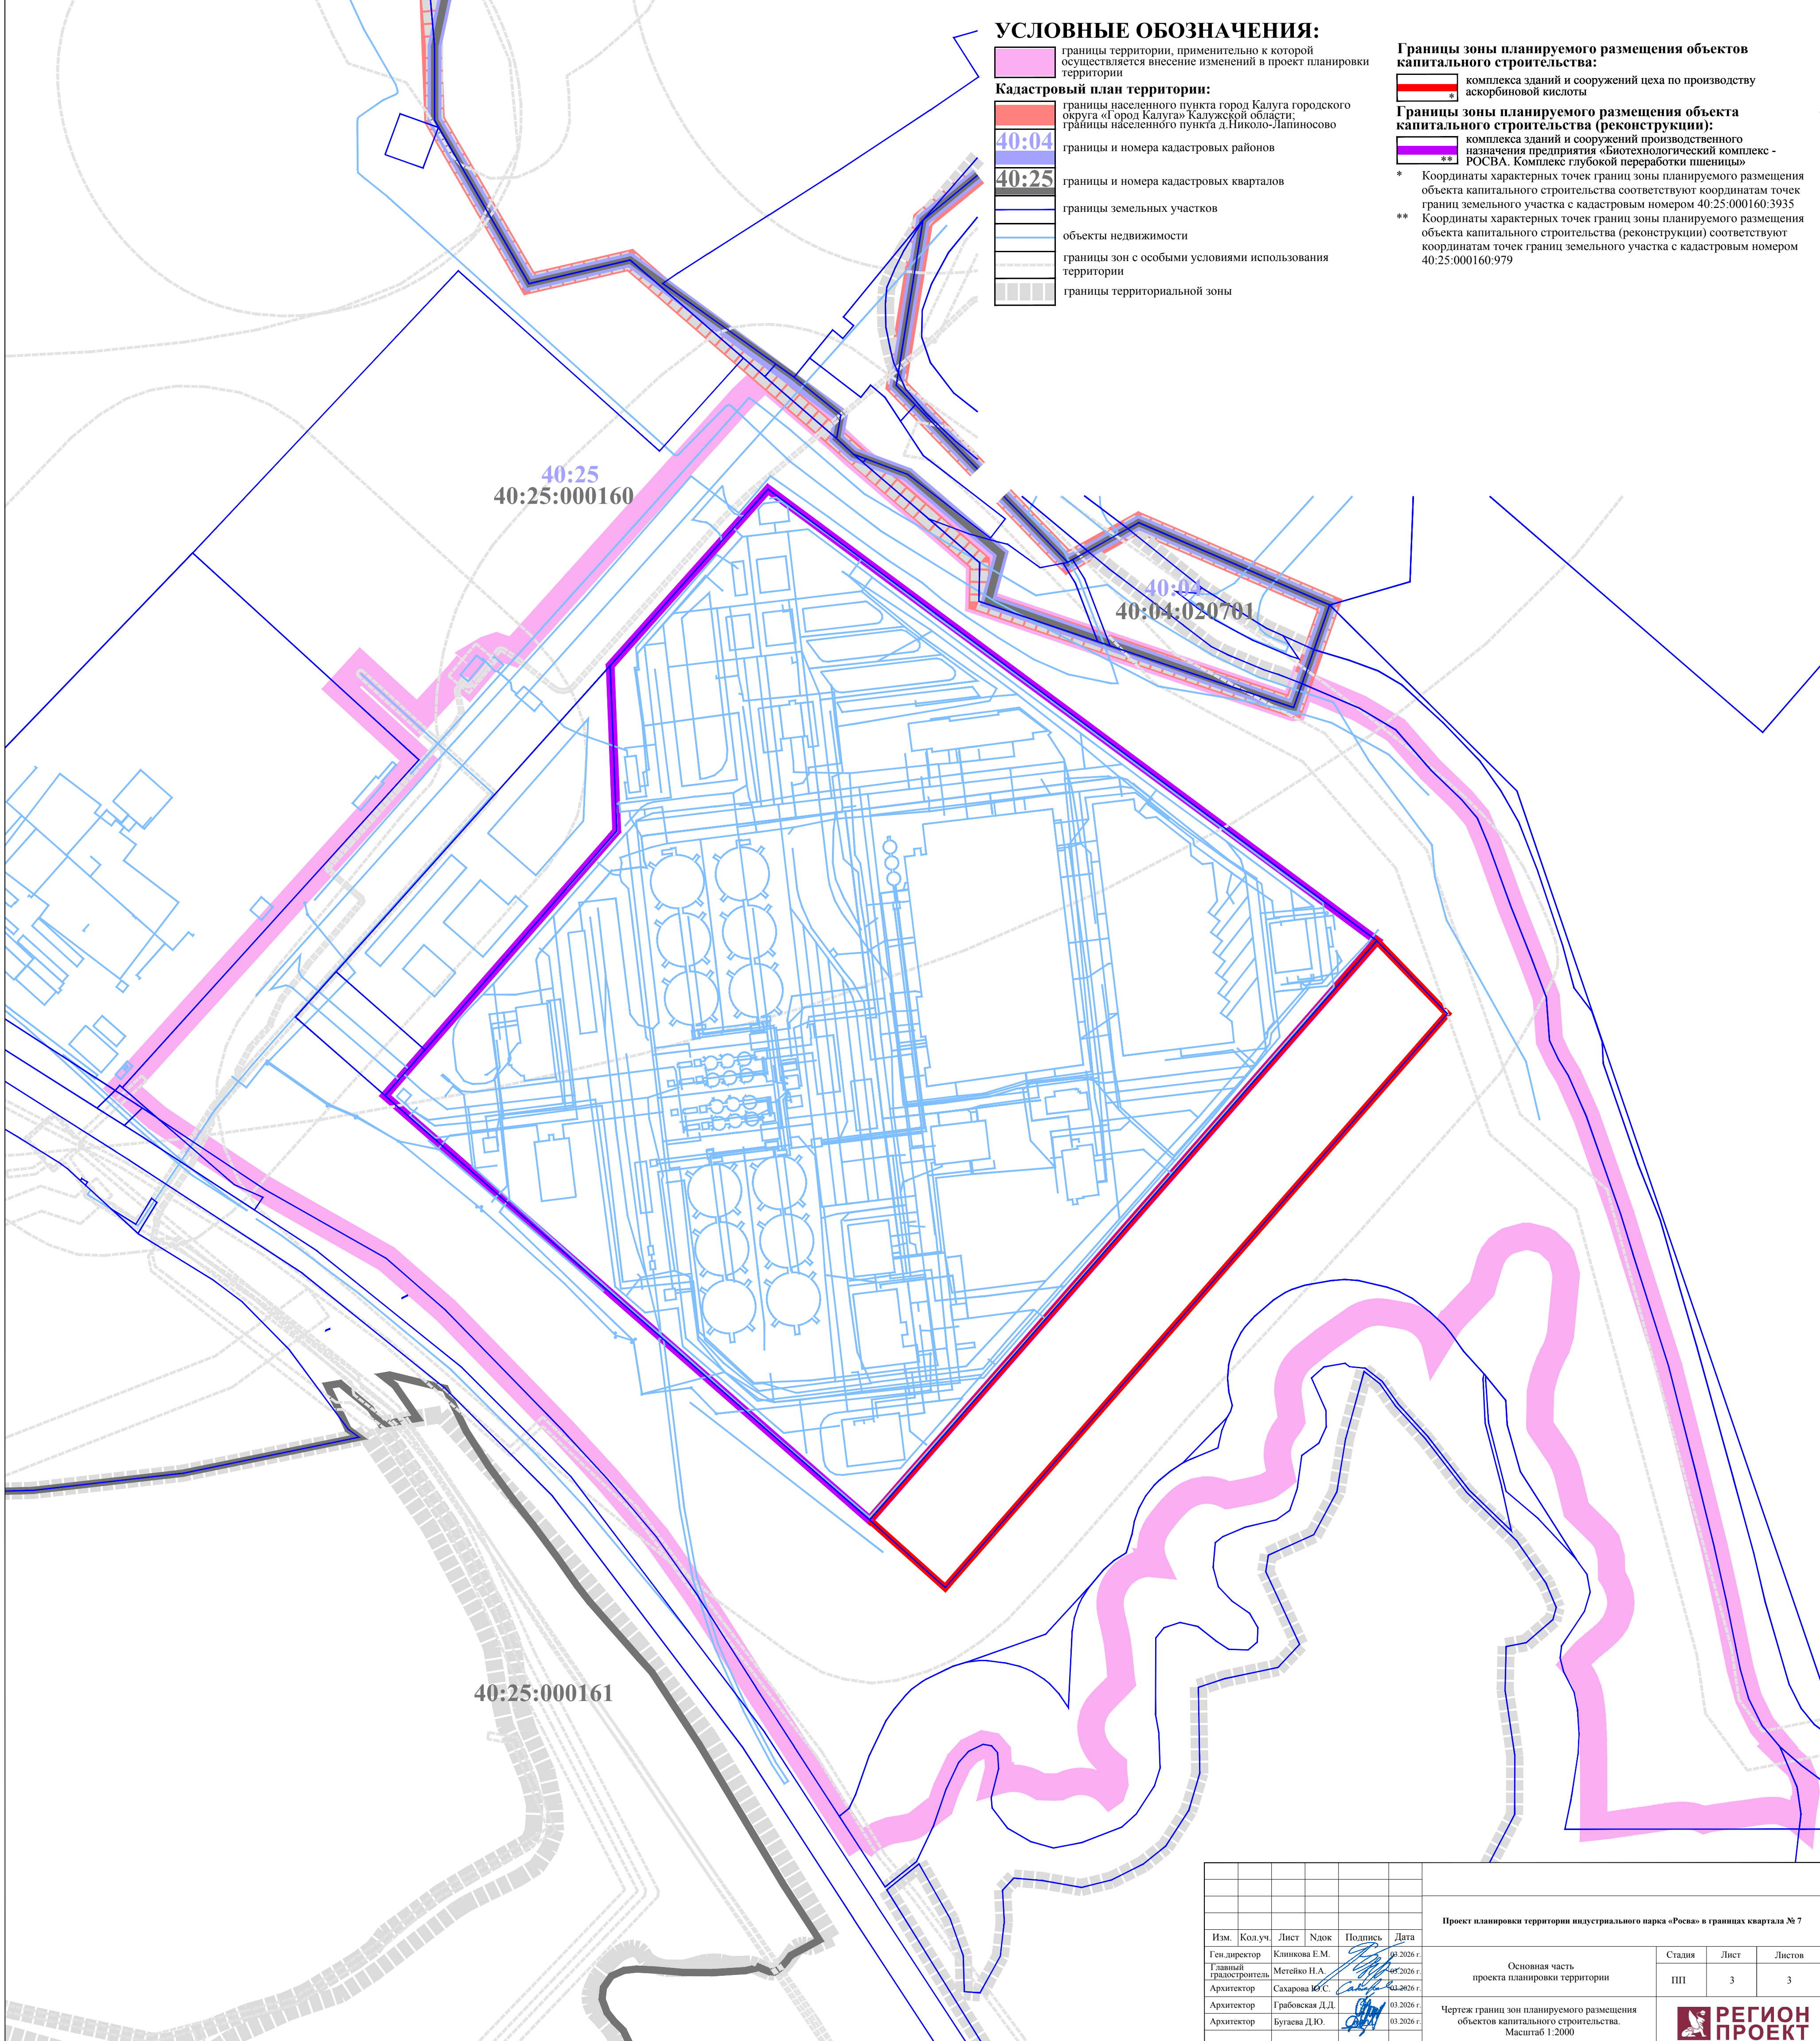 УСЛОВНЫЕ ОБОЗНАЧЕНИЯ:
границы территории, применительно к которой
осуществляется внесение изменений в проект планировки
территории
Кадастровый план территории:
границы населенного пункта город Калуга городского
округа «Город Калуга» Калужской области;
границы населенного пункта д.Николо-Лапиносово
40:04
границы и номера кадастровых районов
40:25
границы и номера кадастровых кварталов
границы земельных участков
объекты недвижимости
границы зон с особыми условиями использования
территории
границы территориальной зоны
Границы зоны планируемого размещения объектов
капитального строительства:
комплекса зданий и сооружений цеха по производству
аскорбиновой кислоты
*
Границы зоны планируемого размещения объекта
капитального строительства (реконструкции):
комплекса зданий и сооружений производственного
назначения предприятия «Биотехнологический комплекс -
РОСВА. Комплекс глубокой переработки пшеницы»
**
* Координаты характерных точек границ зоны планируемого размещения
объекта капитального строительства соответствуют координатам точек
границ земельного участка с кадастровым номером 40:25:000160:3935
** Координаты характерных точек границ зоны планируемого размещения
объекта капитального строительства (реконструкции) соответствуют
координатам точек границ земельного участка с кадастровым номером
40:25:000160:979
40:25
40:25:000160
40:04
40:04:020701
40:25:000161
Проект планировки территории индустриального парка «Росва» в границах квартала № 7
Изм. Кол.уч. Лист Nдок Подпись Дата
Ген.директор Клинкова Е.М. 03.2026 г.
Главный
градостроитель Метейко Н.А. 03.2026 г.
Архитектор Сахарова Ю.С. 03.2026 г.
Архитектор Грабовская Д.Д. 03.2026 г.
Архитектор Бугаева Д.Ю. 03.2026 г.
Основная часть
проекта планировки территории
Стадия Лист Листов
ПП 3 3
Чертеж границ зон планируемого размещения
объектов капитального строительства.
Масштаб 1:2000
РЕГИОН
ПРОЕКТ